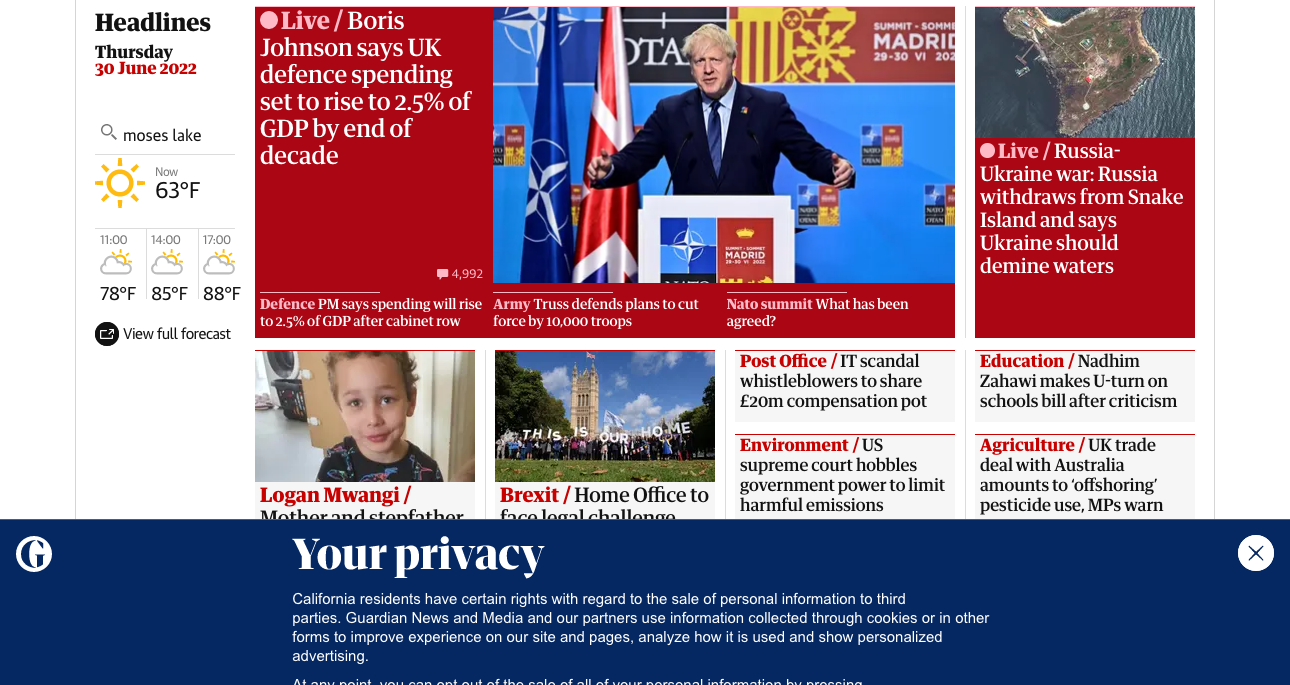 Headlines
Thursday
30 June 2022
moses lake
Now
63°F
11:00
14:00
17:00
78°F
85°F
88°F
View full forecast
Live / Boris
Johnson says UK
defence spending
set to rise to 2.5% of
GDP by end of
decade
4,992
OTAN
SUMMIT - SOMME
MADRID
29-30 VI 202
NATO
OTAN
SUMMIT - SOMMET
MADRID
29-30 VI 2022
NATO
Defence PM says spending will rise
to 2.5% of GDP after cabinet row
Army Truss defends plans to cut
force by 10,000 troops
Nato summit What has been
agreed?
Live / Russia-
Ukraine war: Russia
withdraws from Snake
Island and says
Ukraine should
demine waters
Logan Mwangi /
Mother and stepfather
THIS IS OUR HOME
Brexit / Home Office to
face legal challenge
Post Office / IT scandal
whistleblowers to share
£20m compensation pot
Environment / US
supreme court hobbles
government power to limit
harmful emissions
Education / Nadhim
Zahawi makes U-turn on
schools bill after criticism
Agriculture / UK trade
deal with Australia
amounts to ‘offshoring’
pesticide use, MPs warn
G
Your privacy
California residents have certain rights with regard to the sale of personal information to third
parties. Guardian News and Media and our partners use information collected through cookies or in other
forms to improve experience on our site and pages, analyze how it is used and show personalized
advertising.
At any point, you can opt out of the sale of all of your personal information by pressing